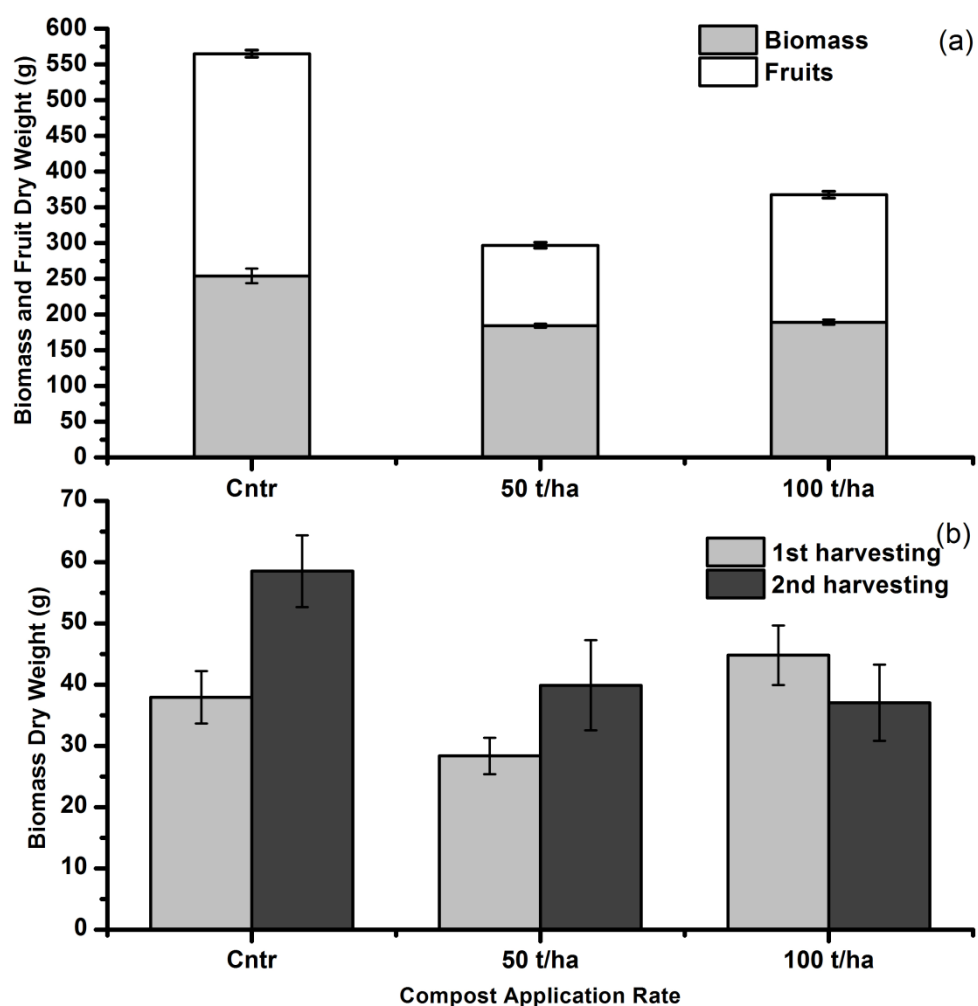 600
550
500
450
400
350
300
250
200
150
100
50
0
Biomass and Fruit Dry Weight (g)
Biomass
Fruits
(a)
Cntr
50 t/ha
100 t/ha
70
60
50
40
30
20
10
0
Biomass Dry Weight (g)
1st harvesting
2nd harvesting
(b)
Cntr
50 t/ha
100 t/ha
Compost Application Rate